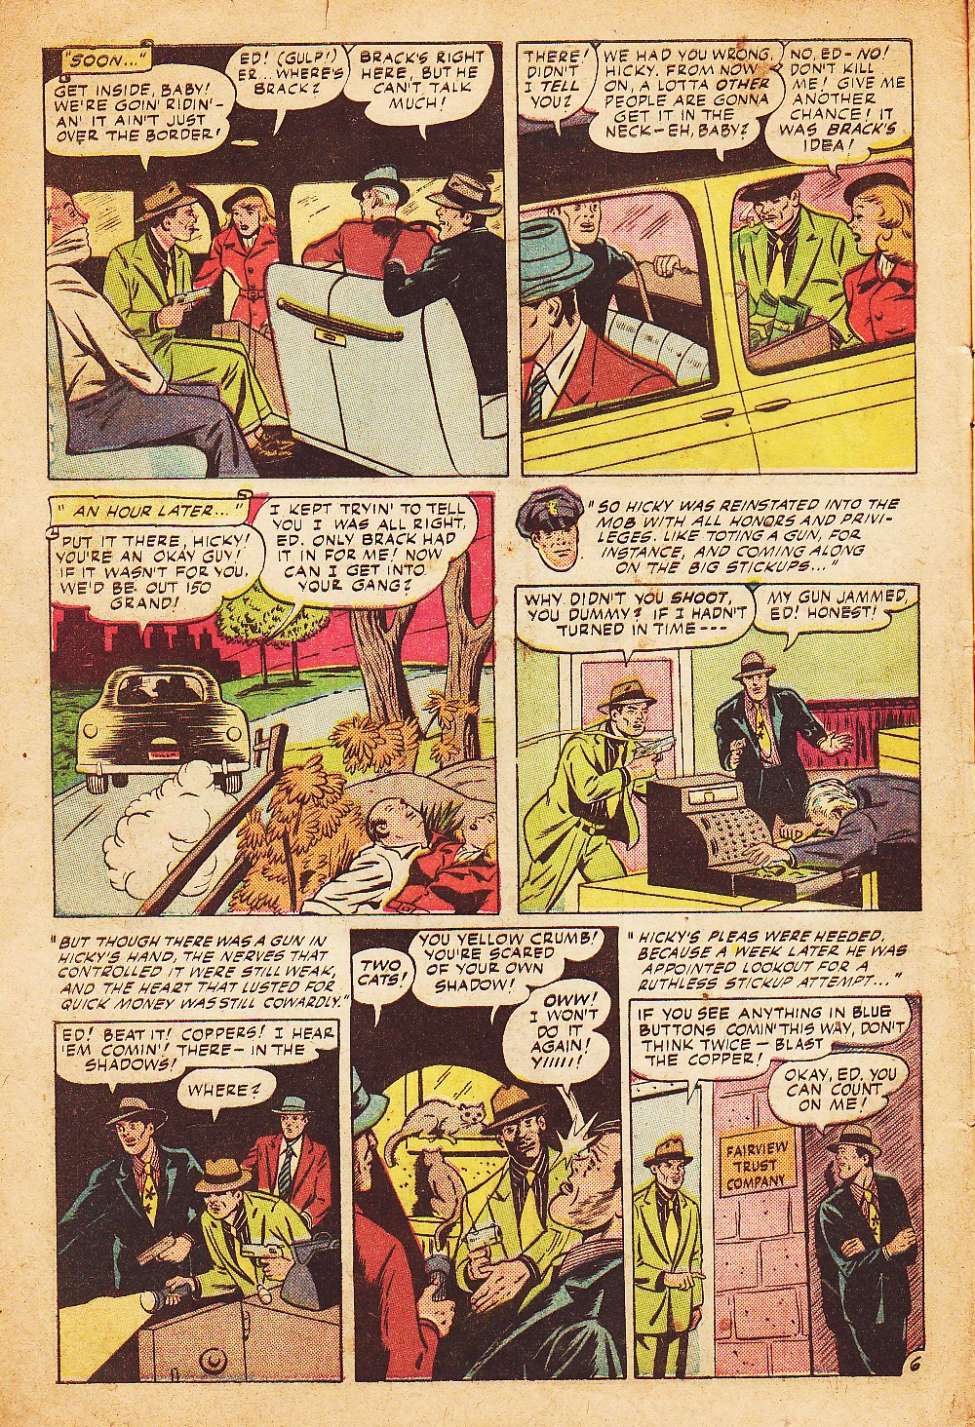 "SOON..."
GET INSIDE, BABY!
WE'RE GOIN' RIDIN'-
AN' IT AIN'T JUST
OVER THE BORDER!
ED! (GULP!)
ER... WHERE'S
BRACK?
BRACK'S RIGHT
HERE, BUT HE
CAN'T TALK
MUCH!
THERE!
DIDN'T
I TELL
YOU?
WE HAD YOU WRONG,
HICKY. FROM NOW
ON, A LOTTA OTHER
PEOPLE ARE GONNA
GET IT IN THE
NECK-EH, BABY?
NO, ED-NO!
DON'T KILL
ME! GIVE ME
ANOTHER
CHANCE! IT
WAS BRACK'S
IDEA!
"AN HOUR LATER..."
PUT IT THERE, HICKY!
YOU'RE AN OKAY GUY!
IF IT WASN'T FOR YOU,
WE'D BE OUT 150
GRAND!
I KEPT TRYIN' TO TELL
YOU I WAS ALL RIGHT,
ED. ONLY BRACK HAD
IT IN FOR ME! NOW
CAN I GET INTO
YOUR GANG?
"SO HICKY WAS REINSTATED INTO THE
MOB WITH ALL HONORS AND PRIVI-
LEGES. LIKE TOTING A GUN, FOR
INSTANCE, AND COMING ALONG
ON THE BIG STICKUPS..."
WHY DIDN'T YOU SHOOT,
YOU DUMMY? IF I HADN'T
TURNED IN TIME---
MY GUN JAMMED,
ED! HONEST!
"BUT THOUGH THERE WAS A GUN IN
HICKY'S HAND, THE NERVES THAT
CONTROLLED IT WERE STILL WEAK,
AND THE HEART THAT LUSTED FOR
QUICK MONEY WAS STILL COWARDLY."
ED! BEAT IT! COPPERS! I HEAR
'EM COMIN'! THERE-IN THE
SHADOWS!
WHERE?
TWO
CATS!
YOU YELLOW CRUMB!
YOU'RE SCARED
OF YOUR OWN
SHADOW!
OWW!
I WON'T
DO IT
AGAIN!
YIIIII!
"HICKY'S PLEAS WERE HEEDED,
BECAUSE A WEEK LATER HE WAS
APPOINTED LOOKOUT FOR A
RUTHLESS STICKUP ATTEMPT..."
IF YOU SEE ANYTHING IN BLUE
BUTTONS COMIN' THIS WAY, DON'T
THINK TWICE-BLAST
THE COPPER!
OKAY, ED. YOU
CAN COUNT
ON ME!
FAIRVIEW
TRUST
COMPANY
6